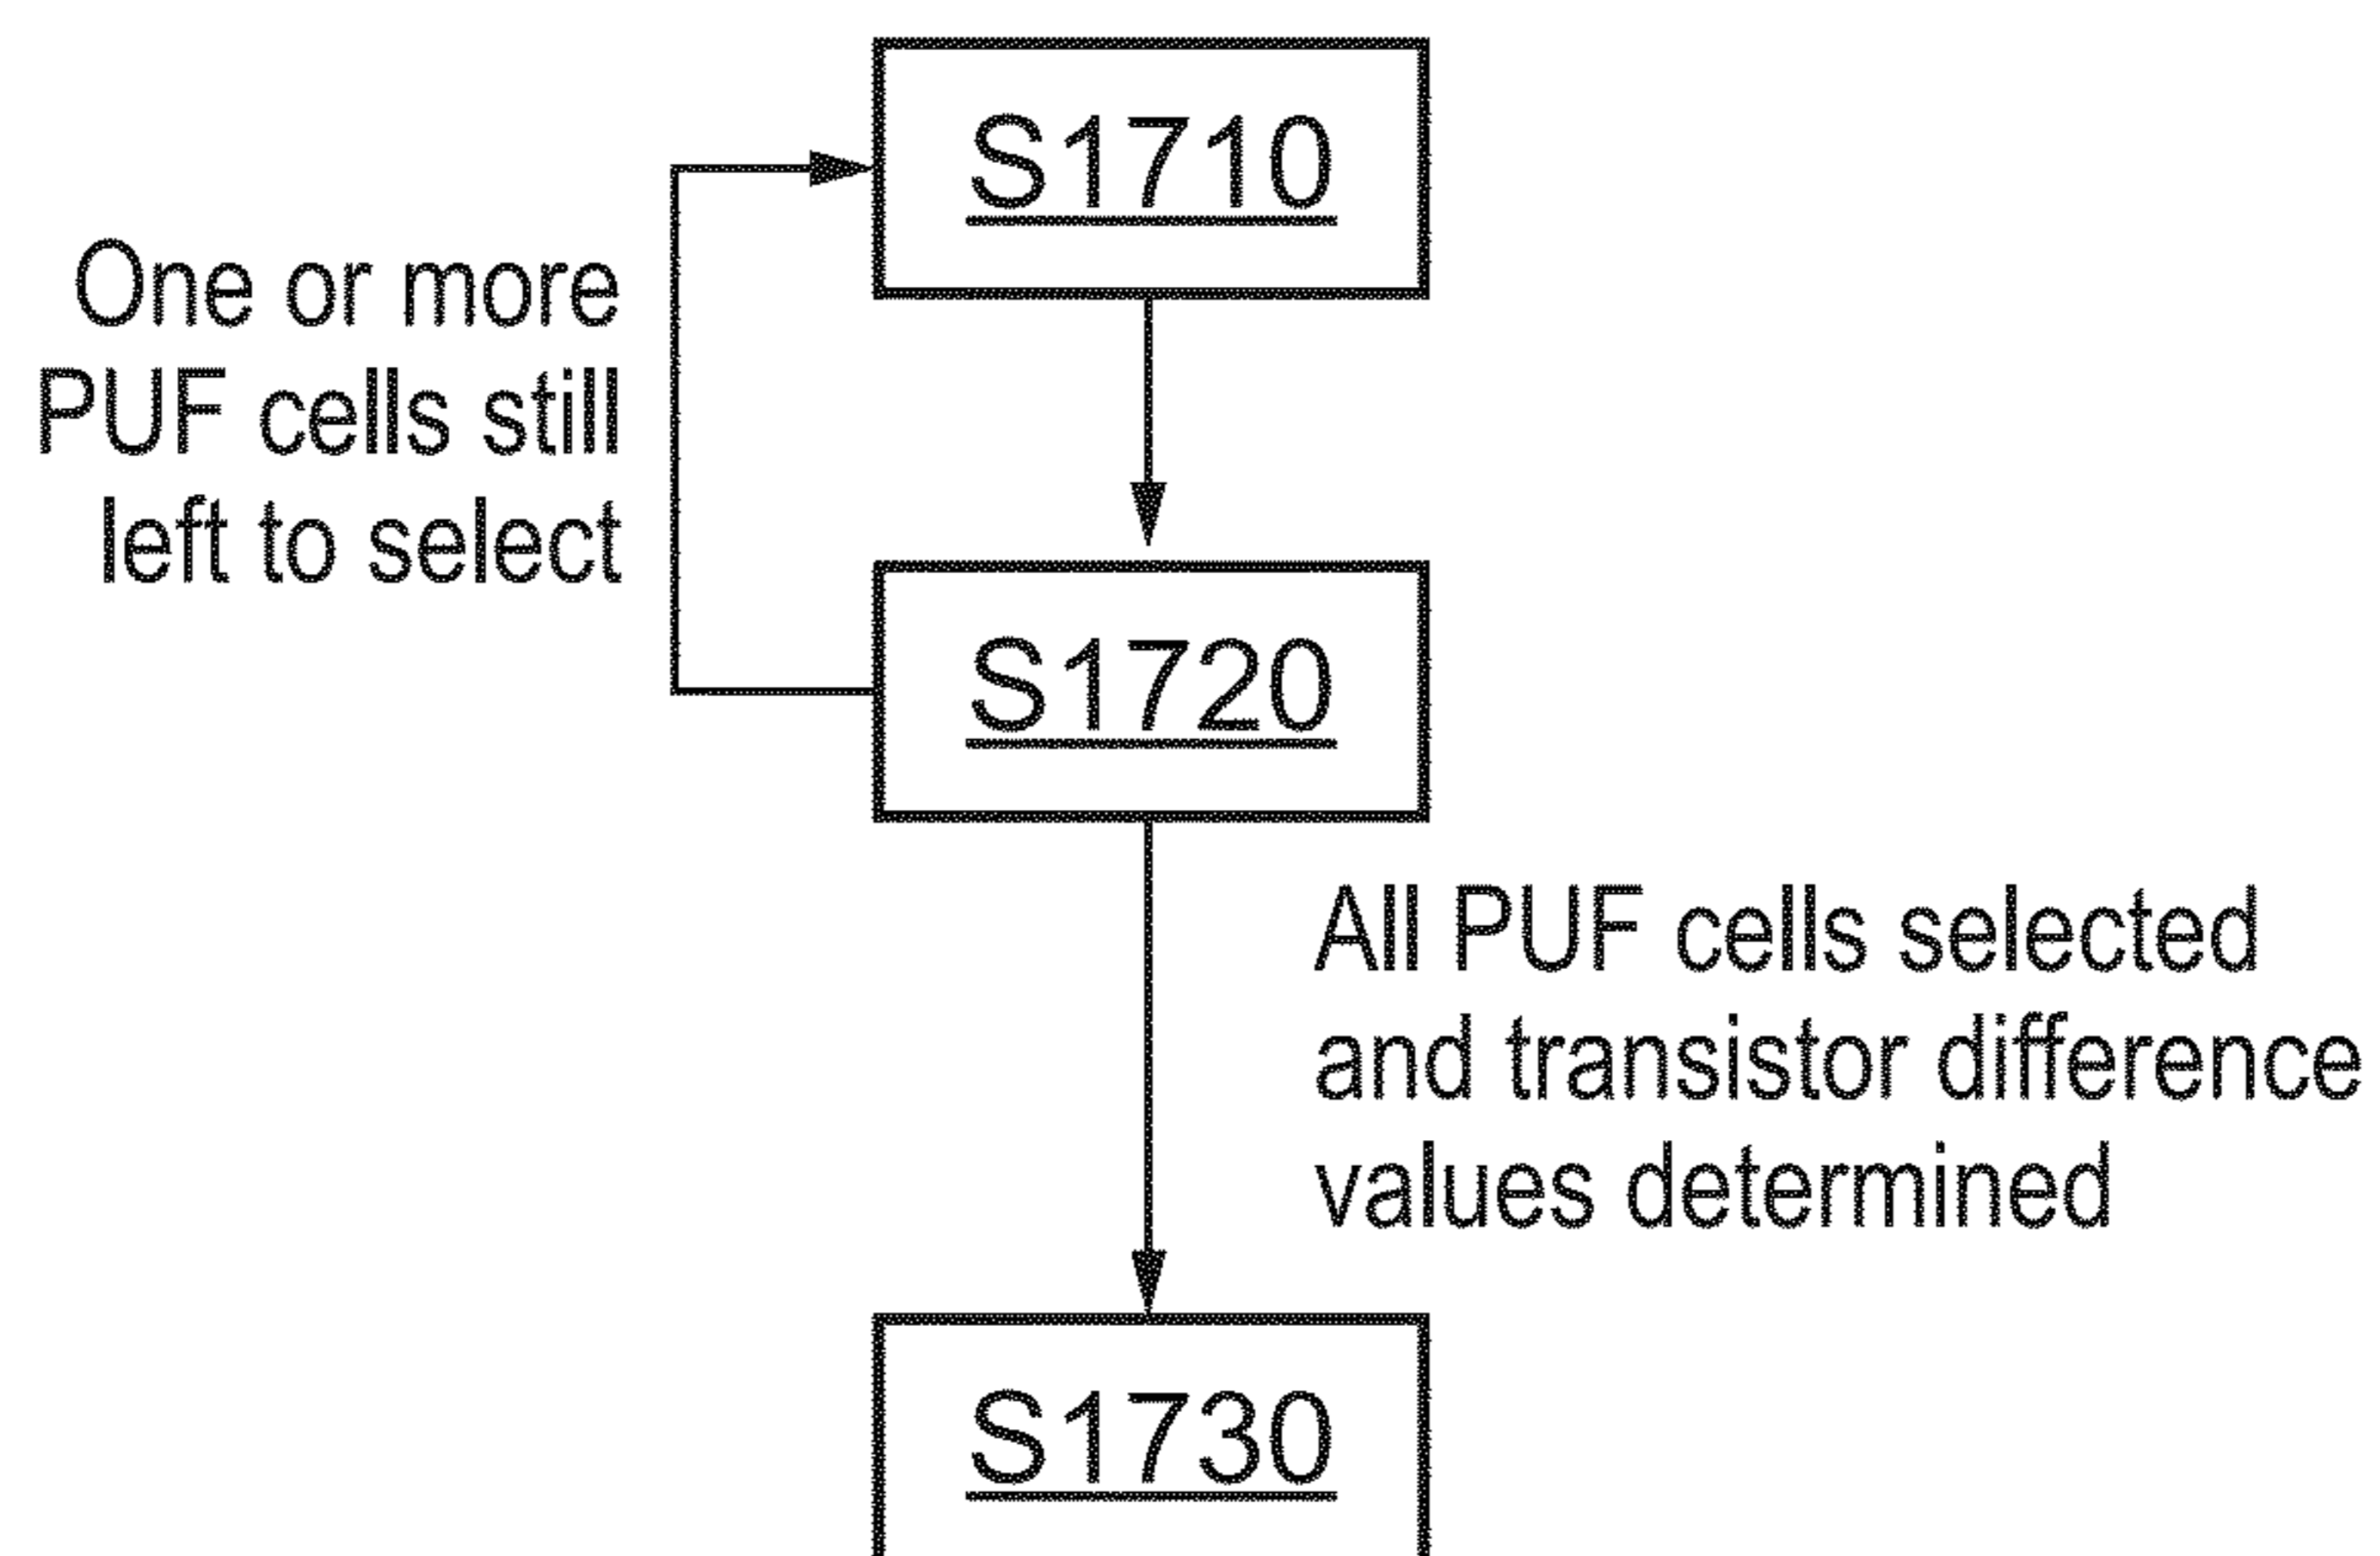 S1710
One or more
PUF cells still
left to select
S1720
All PUF cells selected
and transistor difference
values determined
S1730